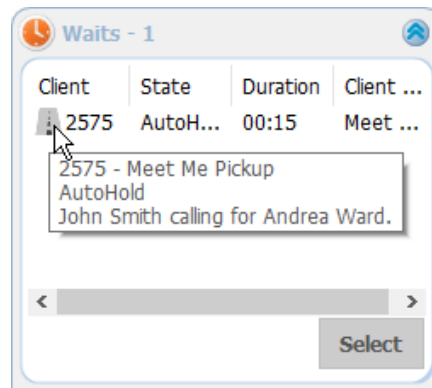 Waits - 1
Client State Duration Client ...
2575 AutoH... 00:15 Meet ...
2575 - Meet Me Pickup
AutoHold
John Smith calling for Andrea Ward.
Select